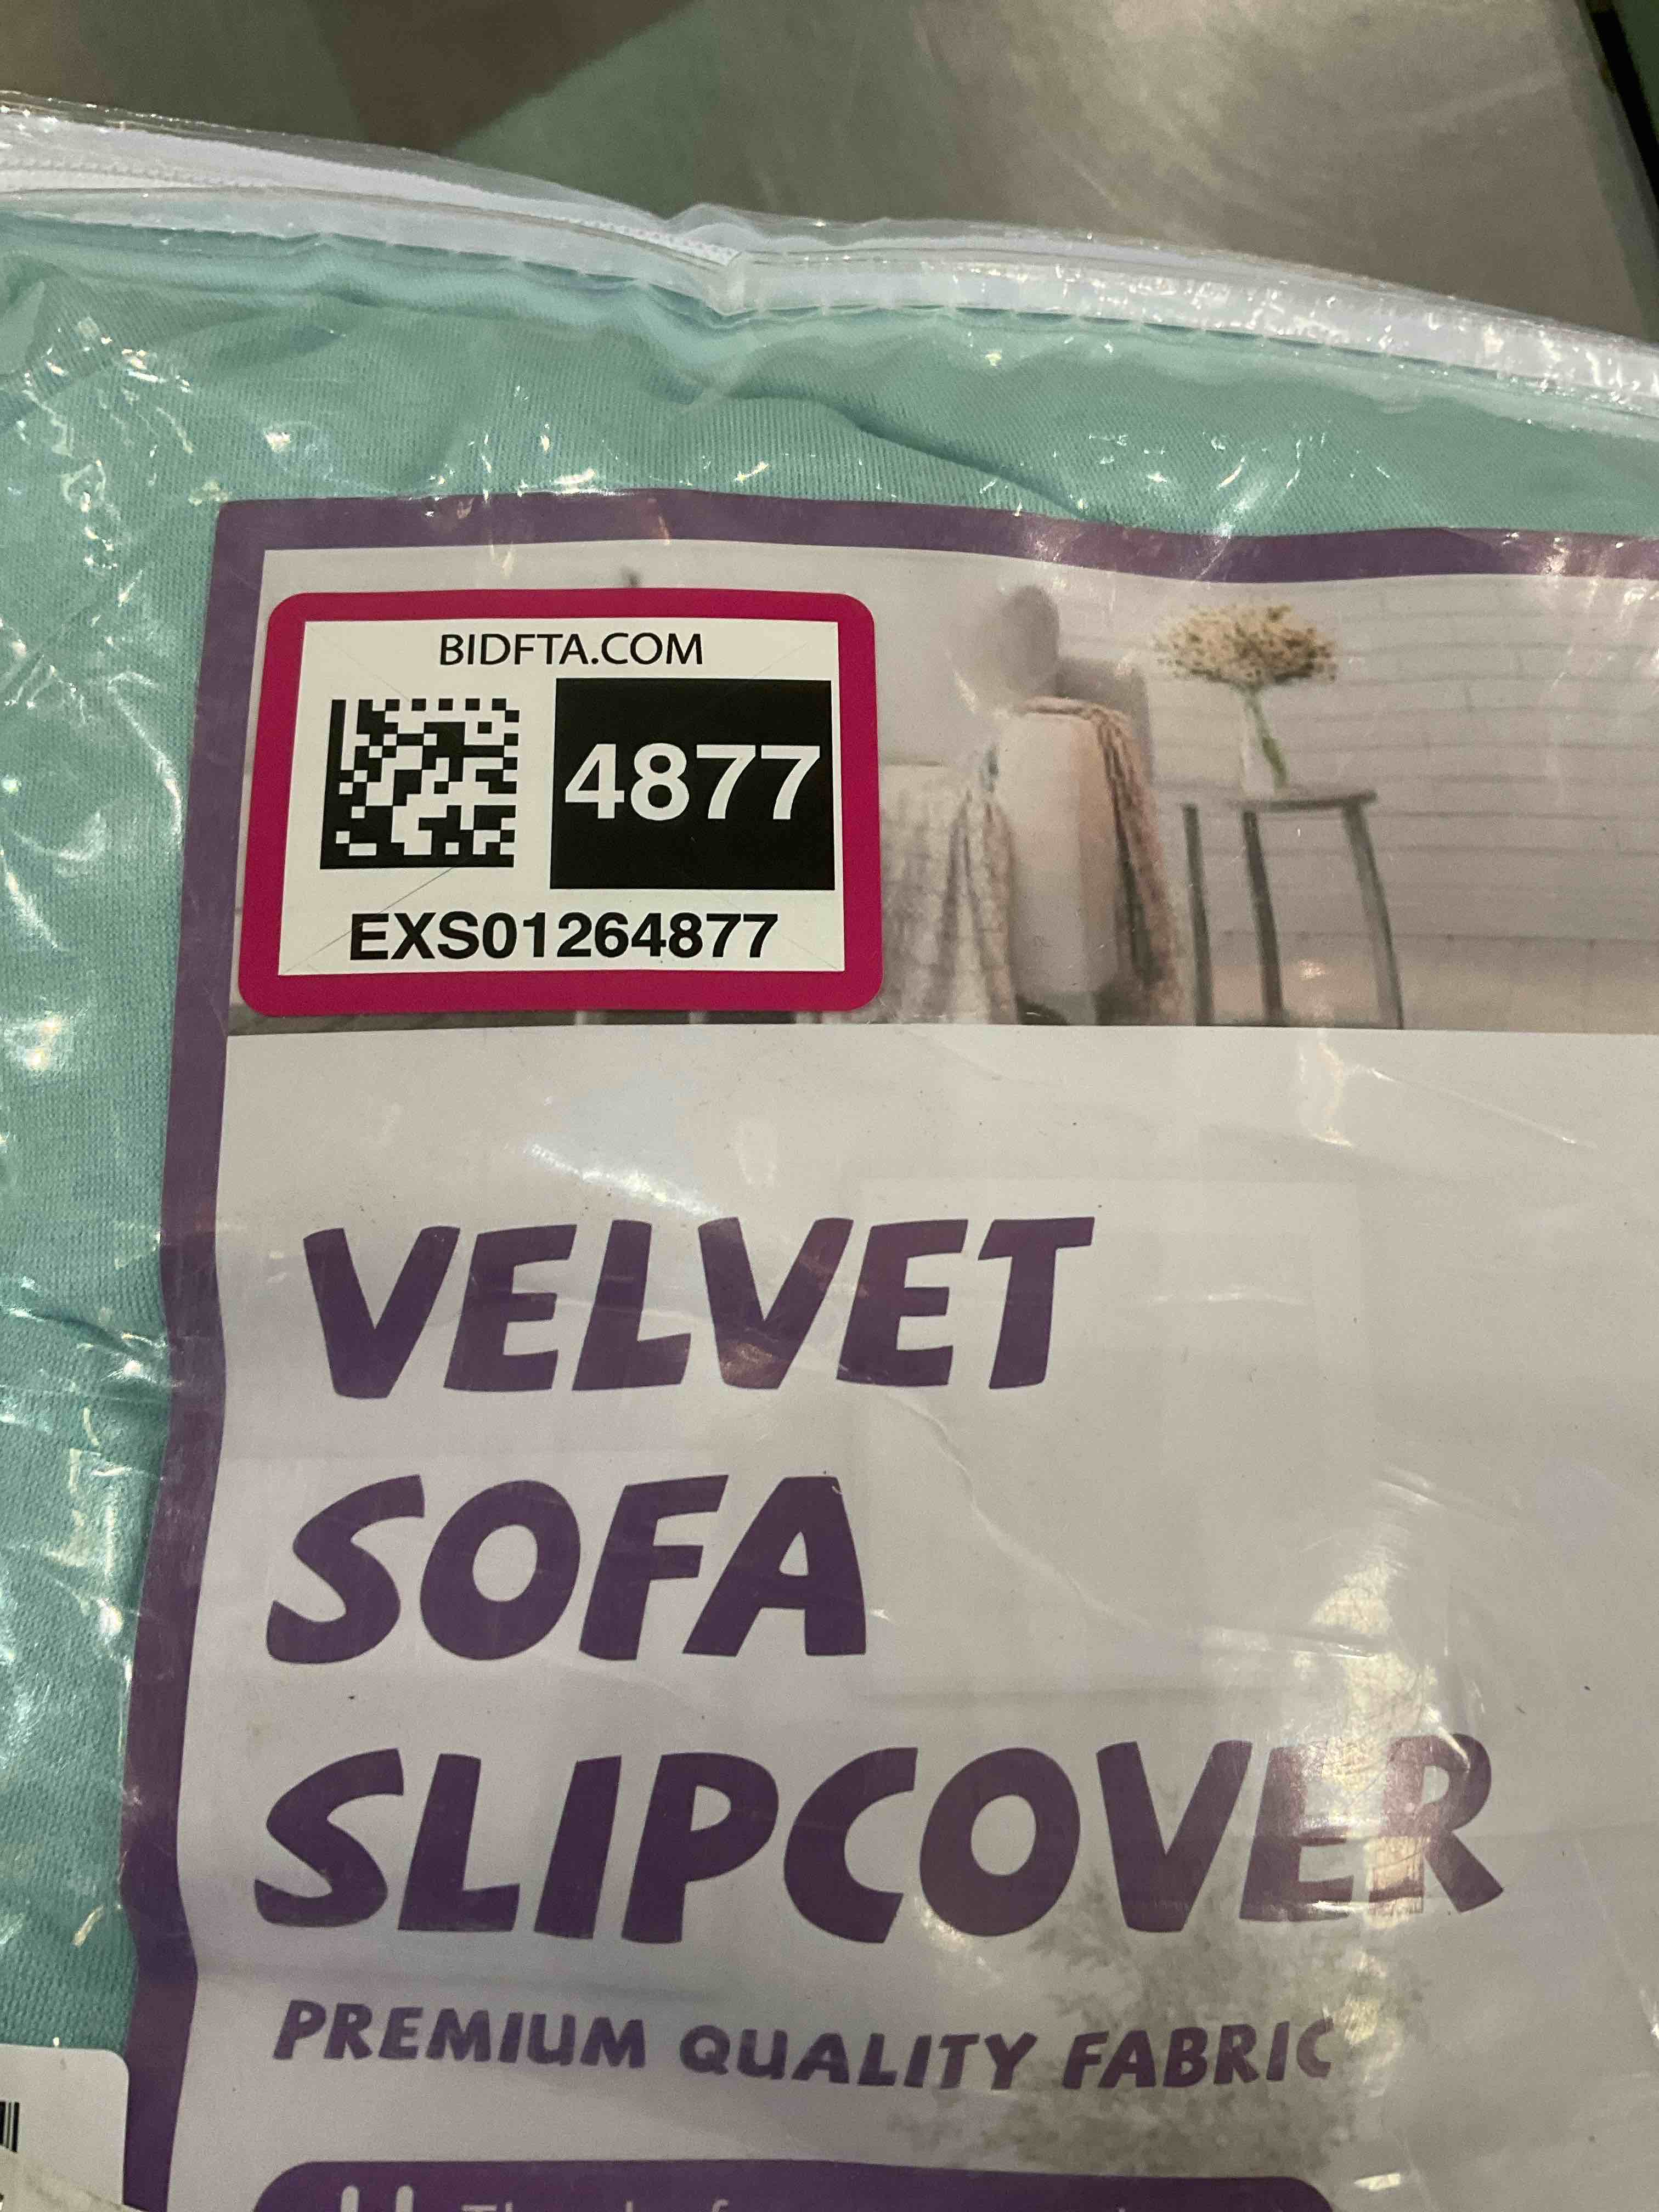 BIDFTA.COM
4877
EXS01264877
VELVET
SOFA
SLIPCOVER
PREMIUM QUALITY FABRIC